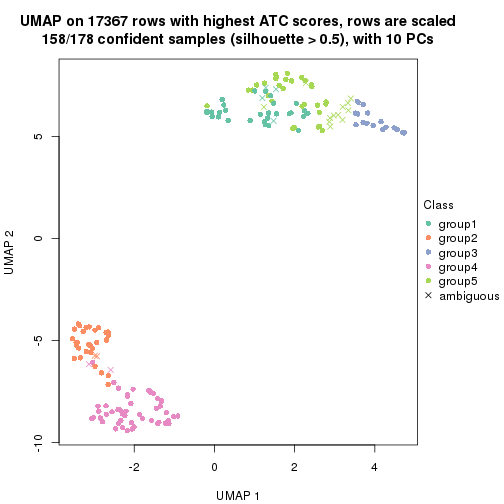 UMAP on 17367 rows with highest ATC scores, rows are scaled
158/178 confident samples (silhouette > 0.5), with 10 PCs
5
0
-5
-10
UMAP 2
-2
0
2
4
UMAP 1
Class
group1
group2
group3
group4
group5
ambiguous